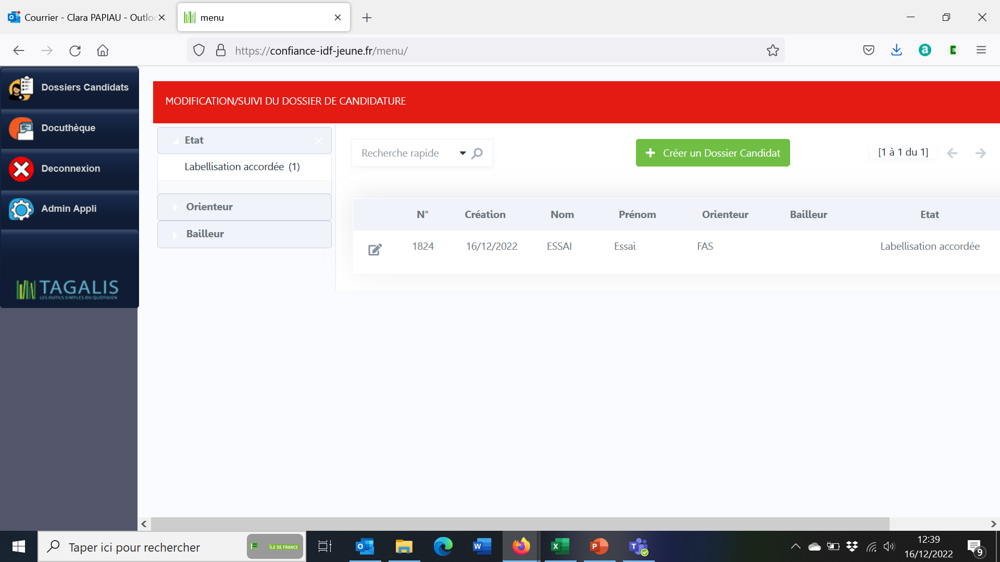 Courrier - Clara PAPIAU - Outlo
menu
https://confiance-idf-jeune.fr/menu/
Dossiers Candidats
Docuthèque
Deconnexion
Admin Appli
TAGALIS
LES OUTILS SIMPLES DU QUOTIDIEN
MODIFICATION/SUIVI DU DOSSIER DE CANDIDATURE
Etat
Labellisation accordée (1)
Orienteur
Bailleur
Recherche rapide
Créer un Dossier Candidat
[1 à 1 du 1]
N° Création Nom Prénom Orienteur Bailleur Etat
1824 16/12/2022 ESSAI Essai FAS Labellisation accordée
Taper ici pour rechercher
ÎLE DE FRANCE
12:39
16/12/2022
9